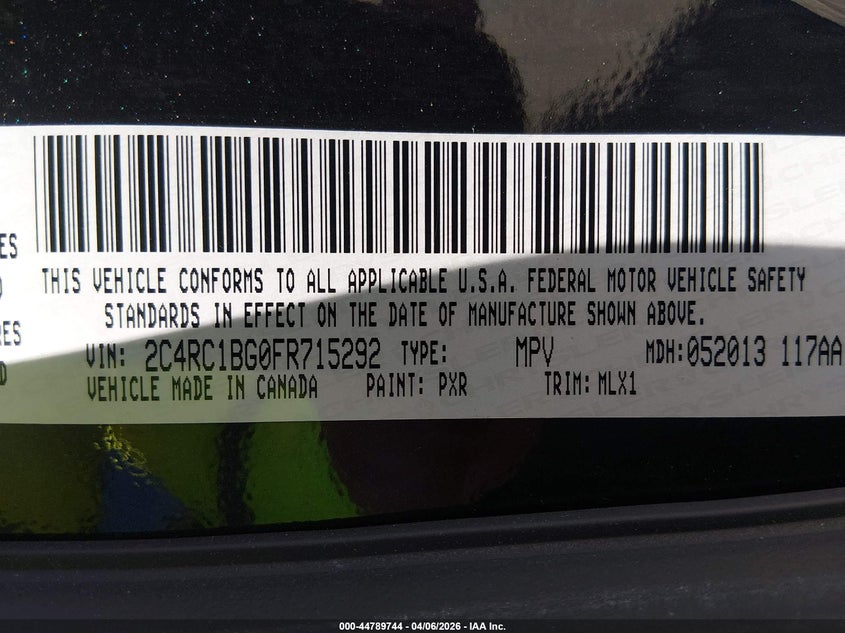 ES
RES
D
THIS VEHICLE CONFORMS TO ALL APPLICABLE U.S.A. FEDERAL MOTOR VEHICLE SAFETY
STANDARDS IN EFFECT ON THE DATE OF MANUFACTURE SHOWN ABOVE.
VIN: 2C4RC1BG0FR715292 TYPE: MPV MDH:052013 117AA
VEHICLE MADE IN CANADA PAINT: PXR TRIM:MLX1
000-44789744 - 04/06/2026 - IAA Inc.